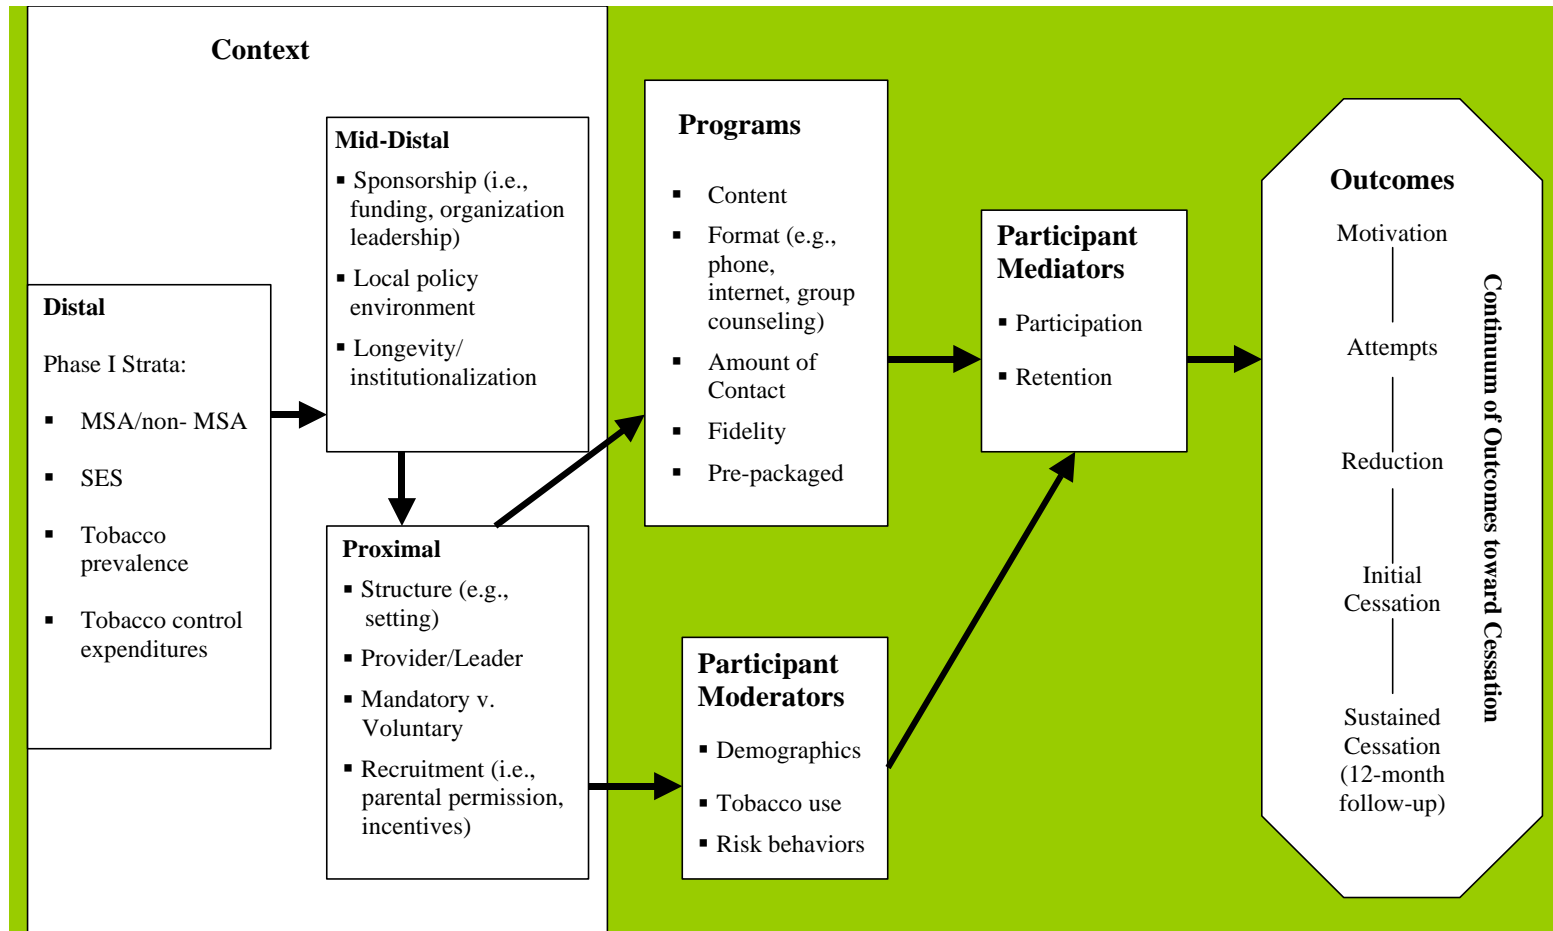 Context
Distal
Phase I Strata:
▪ MSA/non- MSA
▪ SES
▪ Tobacco
prevalence
▪ Tobacco control
expenditures
Mid-Distal
▪ Sponsorship (i.e.,
funding, organization
leadership)
▪ Local policy
environment
▪ Longevity/
institutionalization
Proximal
▪ Structure (e.g.,
setting)
▪ Provider/Leader
▪ Mandatory v.
Voluntary
▪ Recruitment (i.e.,
parental permission,
incentives)
Programs
▪ Content
▪ Format (e.g.,
phone,
internet, group
counseling)
▪ Amount of
Contact
▪ Fidelity
▪ Pre-packaged
Participant
Moderators
▪ Demographics
▪ Tobacco use
▪ Risk behaviors
Participant
Mediators
▪ Participation
▪ Retention
Outcomes
Motivation
Attempts
Reduction
Initial
Cessation
Sustained
Cessation
(12-month
follow-up)
Continuum of Outcomes toward Cessation